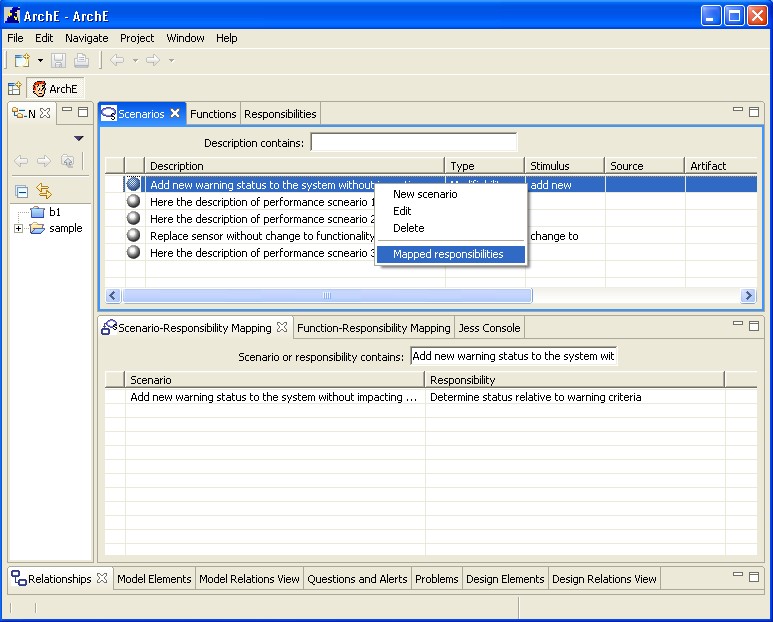 ArchE - ArchE
File Edit Navigate Project Window Help
ArchE
N
Scenarios Functions Responsibilities
Description contains:
Description Type Stimulus Source Artifact
Add new warning status to the system without add new
Here the description of performance scneario 1
Here the description of performance scneario 2
Replace sensor without change to functionality change to
Here the description of performance scneario 3
New scenario
Edit
Delete
Mapped responsibilities
b1
sample
Scenario-Responsibility Mapping Function-Responsibility Mapping Jess Console
Scenario or responsibility contains: Add new warning status to the system wit
Scenario Responsibility
Add new warning status to the system without impacting ... Determine status relative to warning criteria
Relationships Model Elements Model Relations View Questions and Alerts Problems Design Elements Design Relations View